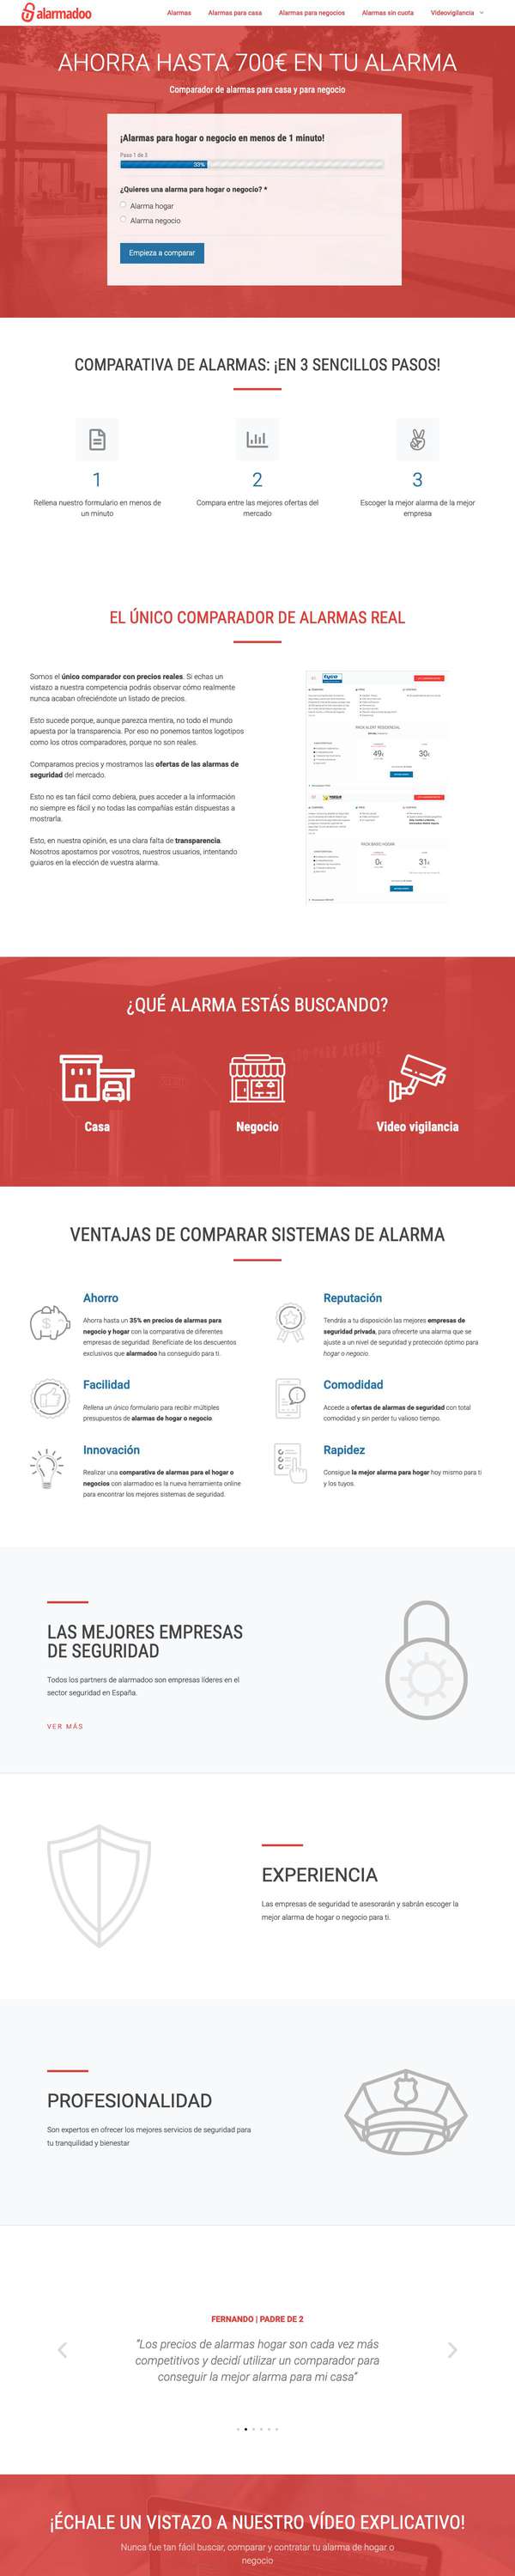 alarmadoo
Alarmas Alarmas para casa Alarmas para negocios Alarmas sin cuota Videovigilancia
AHORRA HASTA 700€ EN TU ALARMA
Comparador de alarmas para casa y para negocio
¡Alarmas para hogar o negocio en menos de 1 minuto!
Paso 1 de 3
33%
¿Quieres una alarma para hogar o negocio? *
Alarma hogar
Alarma negocio
Empieza a comparar
COMPARATIVA DE ALARMAS: ¡EN 3 SENCILLOS PASOS!
1
Rellena nuestro formulario en menos de
un minuto
2
Compara entre las mejores ofertas del
mercado
3
Escoger la mejor alarma de la mejor
empresa
EL ÚNICO COMPARADOR DE ALARMAS REAL
Somos el único comparador con precios reales. Si echas un
vistazo a nuestra competencia podrás observar cómo realmente
nunca acaban ofreciéndote un listado de precios.
Esto sucede porque, aunque parezca mentira, no todo el mundo
apuesta por la transparencia. Por eso no ponemos tantos logotipos
como los otros comparadores, porque no son reales.
Comparamos precios y mostramos las ofertas de las alarmas de
seguridad del mercado.
Esto no es tan fácil como debiera, pues acceder a la información
no siempre es fácil y no todas las compañías están dispuestas a
mostrarla.
Esto, en nuestra opinión, es una clara falta de transparencia.
Nosotros apostamos por vosotros, nuestros usuarios, intentando
guiaros en la elección de vuestra alarma.
tyco
49€
30€
0€
31€
¿QUÉ ALARMA ESTÁS BUSCANDO?
Casa
Negocio
Video vigilancia
VENTAJAS DE COMPARAR SISTEMAS DE ALARMA
Ahorro
Ahorra hasta un 35% en precios de alarmas para
negocio y hogar con la comparativa de diferentes
empresas de seguridad. Benefíciate de los descuentos
exclusivos que alarmadoo ha conseguido para ti.
Reputación
Tendrás a tu disposición las mejores empresas de
seguridad privada, para ofrecerte una alarma que se
ajuste a un nivel de seguridad y protección óptimo para
hogar o negocio.
Facilidad
Rellena un único formulario para recibir múltiples
presupuestos de alarmas de hogar o negocio.
Comodidad
Accede a ofertas de alarmas de seguridad con total
comodidad y sin perder tu valioso tiempo.
Innovación
Realizar una comparativa de alarmas para el hogar o
negocios con alarmadoo es la nueva herramienta online
para encontrar los mejores sistemas de seguridad.
Rapidez
Consigue la mejor alarma para hogar hoy mismo para ti
y los tuyos.
LAS MEJORES EMPRESAS
DE SEGURIDAD
Todos los partners de alarmadoo son empresas líderes en el
sector seguridad en España.
VER MÁS
EXPERIENCIA
Las empresas de seguridad te asesorarán y sabrán escoger la
mejor alarma de hogar o negocio para ti.
PROFESIONALIDAD
Son expertos en ofrecer los mejores servicios de seguridad para
tu tranquilidad y bienestar
FERNANDO | PADRE DE 2
"Los precios de alarmas hogar son cada vez más
competitivos y decidí utilizar un comparador para
conseguir la mejor alarma para mi casa"
¡ÉCHALE UN VISTAZO A NUESTRO VÍDEO EXPLICATIVO!
Nunca fue tan fácil buscar, comparar y contratar tu alarma de hogar o
negocio